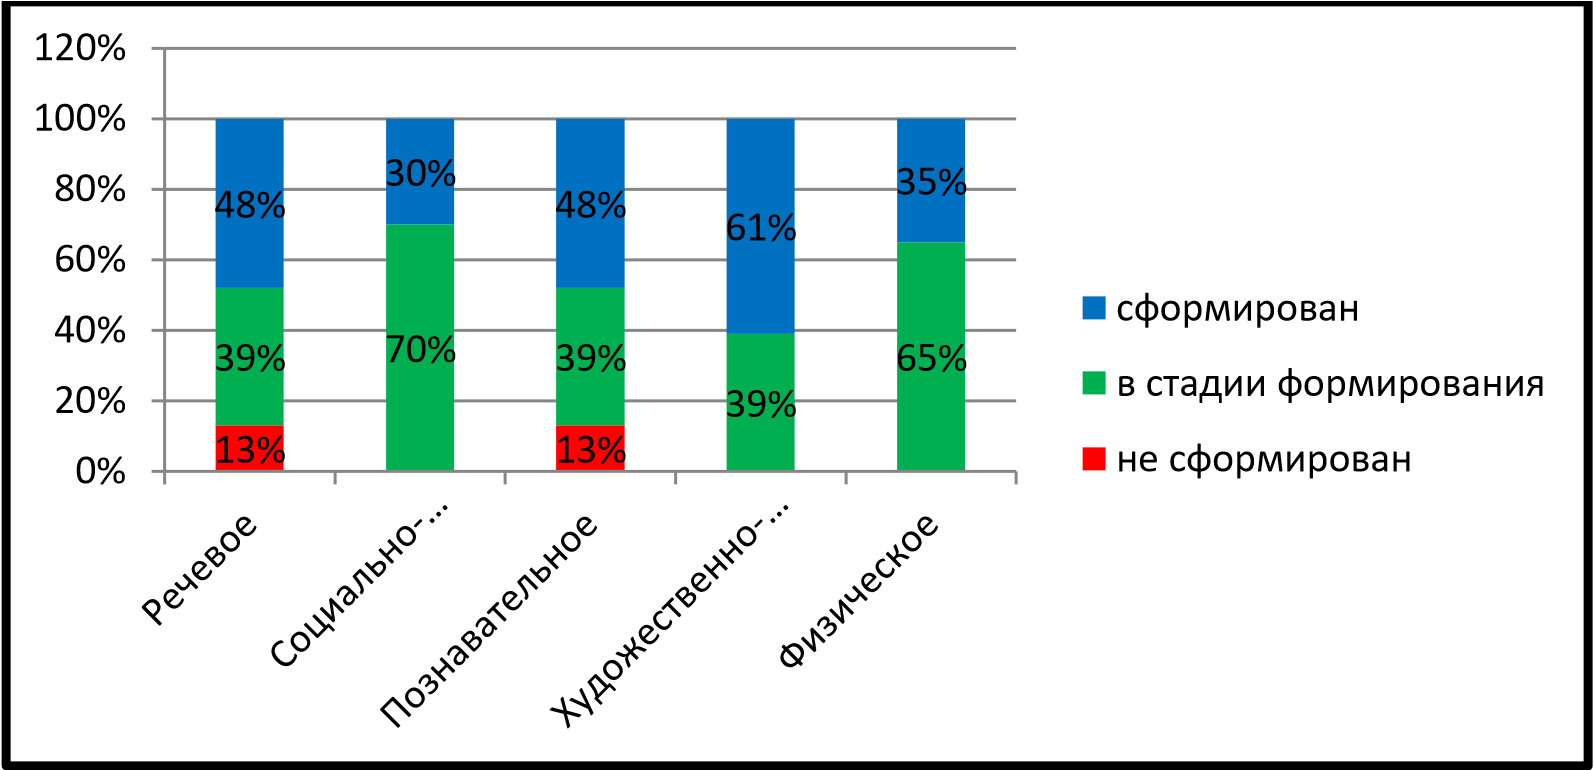 120%
100%
80%
60%
40%
20%
0%
48%
39%
13%
30%
70%
48%
39%
13%
61%
39%
35%
65%
Речевое
Социально-...
Познавательное
Художественно-...
Физическое
сформирован
в стадии формирования
не сформирован